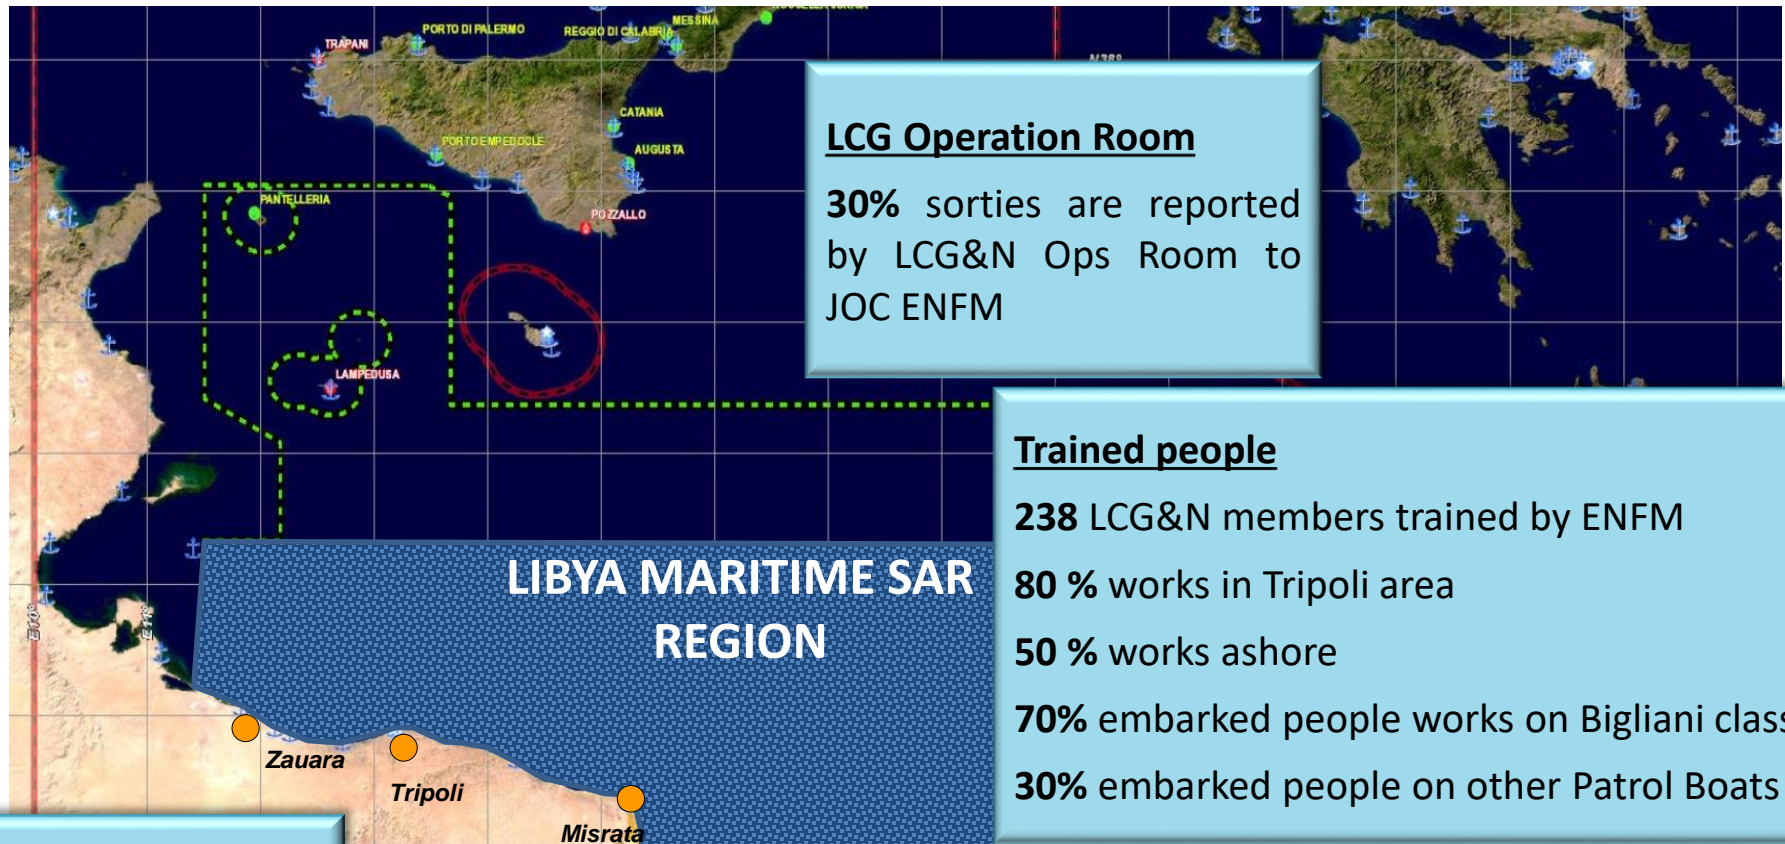 MESSINA
PORTO DI PALERMO
REGGIO DI CALABRIA
TRAPANI
N38°
CATANIA
PORTO EMPEDOCLE
AUGUSTA
PANTELLERIA
POZZALLO
LAMPEDUSA
LCG Operation Room
30% sorties are reported
by LCG&N Ops Room to
JOC ENFM
Trained people
238 LCG&N members trained by ENFM
80 % works in Tripoli area
50 % works ashore
70% embarked people works on Bigliani class
30% embarked people on other Patrol Boats
LIBYA MARITIME SAR
REGION
E10°
E11°
Zauara
Tripoli
Misrata